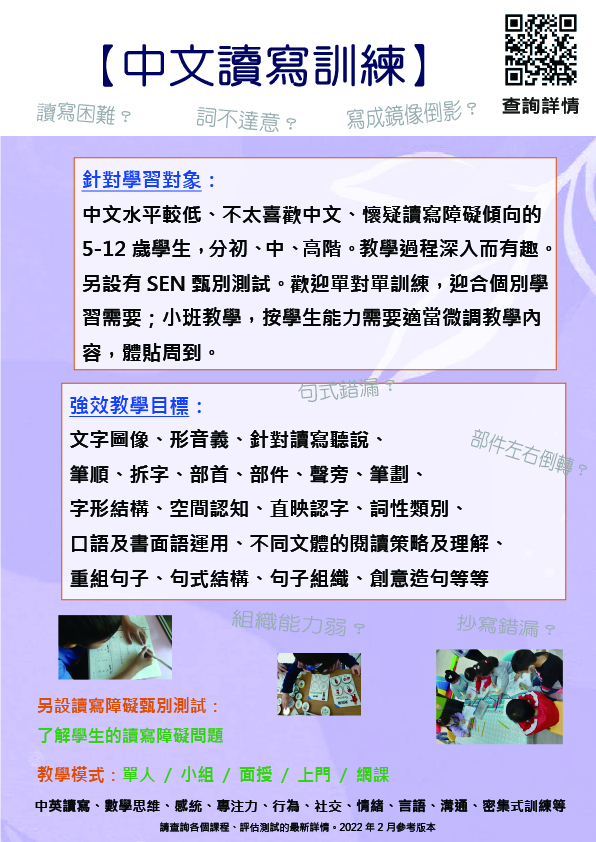 【中文讀寫訓練】
查詢詳情
讀寫困難？
詞不達意？
寫成鏡像倒影？
針對學習對象：
中文水平較低、不太喜歡中文、懷疑讀寫障礙傾向的
5-12 歲學生，分初、中、高階。教學過程深入而有趣。
另設有 SEN 甄別測試。歡迎單對單訓練，迎合個別學
習需要；小班教學，按學生能力需要適當微調教學內
容，體貼周到。
句式錯漏？
強效教學目標：
文字圖像、形音義、針對讀寫聽說、
筆順、拆字、部首、部件、聲旁、筆劃、
字形結構、空間認知、直映認字、詞性類別、
口語及書面語運用、不同文體的閱讀策略及理解、
重組句子、句式結構、句子組織、創意造句等等
部件左右倒轉？
組織能力弱？
抄寫錯漏？
另設讀寫障礙甄別測試：
了解學生的讀寫障礙問題
教學模式：單人 / 小組 / 面授 / 上門 / 網課
中英讀寫、數學思維、感統、專注力、行為、社交、情緒、言語、溝通、密集式訓練等
請查詢各個課程、評估測試的最新詳情。2022 年 2 月參考版本